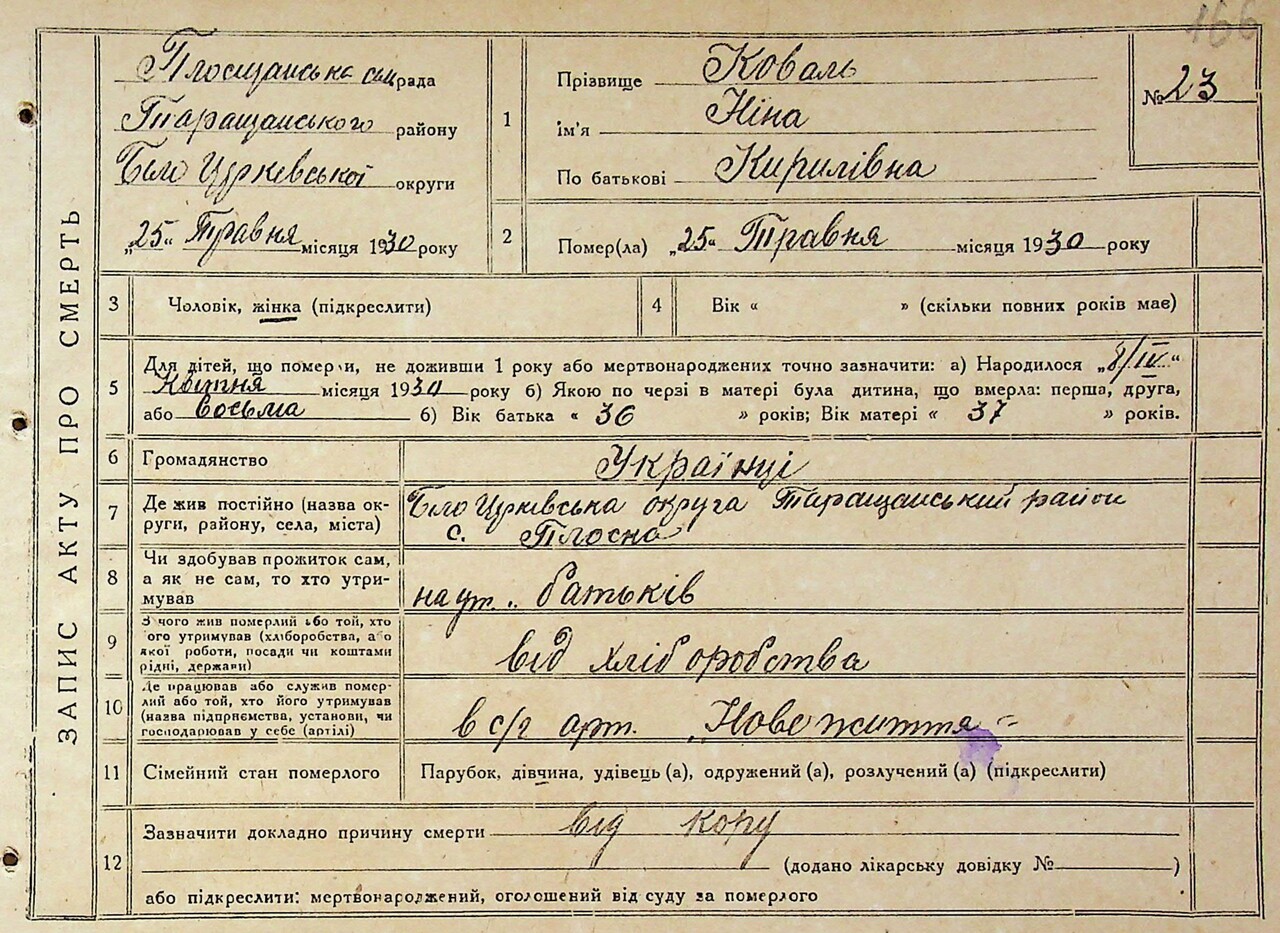 166
ЗАПИС АКТУ ПРО СМЕРТЬ
Площанська сільрада
Таращанського району
Біло Церківської округи
„25“ Травня місяця 1930 року
1
Прізвище Коваль
Ім'я Ніна
По батькові Кирилівна
№ 23
2
Помер(ла) „25“ Травня місяця 1930 року
3 Чоловік, жінка (підкреслити)
4 Вік « » (скільки повних років має)
5
Для дітей, що померли, не доживши 1 року або мертвонароджених точно зазначити: а) Народилося „8/IV“
Квітня місяця 1930 року б) Якою по черзі в матері була дитина, що вмерла: перша, друга,
або восьма б) Вік батька « 36 » років; Вік матері « 37 » років.
6 Громадянство Українці
7
Де жив постійно (назва ок-
руги, району, села, міста)
Біло Церківська округа Таращанський район
с. Плосна
8
Чи здобував прожиток сам,
а як не сам, то хто утри-
мував
на ут. батьків
9
З чого жив померлий або той, хто
його утримував (хліборобства, або
якої роботи, посади чи коштами
рідні, держави)
від хліборобства
10
Де працював або служив помер-
лий або той, хто його утримував
(назва підприємства, установи, чи
господарював у себе (артілі)
в с/г арт. „Нове життя“
11 Сімейний стан померлого Парубок, дівчина, удівець (а), одружений (а), розлучений (а) (підкреслити)
12
Зазначити докладно причину смерти від кору
(додано лікарську довідку № )
або підкреслити: мертвонароджений, оголошений від суду за померлого